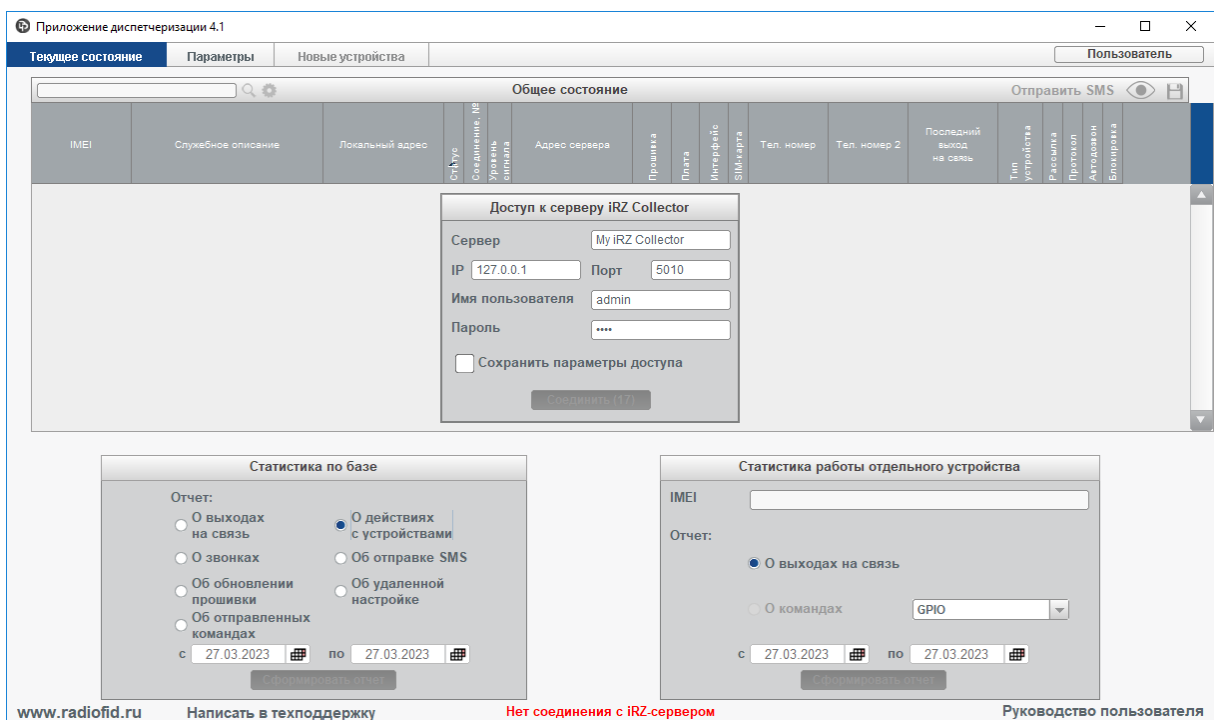 Приложение диспетчеризации 4.1
Текущее состояние Параметры Новые устройства Пользователь
Общее состояние Отправить SMS
IMEI Служебное описание Локальный адрес Статус Соединение, № Уровень сигнала Адрес сервера Прошивка Плата Интерфейс SIM-карта Тел. номер Тел. номер 2 Последний выход на связь Тип устройства Рассылка Протокол Автодозвон Блокировка
Доступ к серверу iRZ Collector
Сервер My iRZ Collector
IP 127.0.0.1 Порт 5010
Имя пользователя admin
Пароль ••••
Сохранить параметры доступа
Соединить (17)
Статистика по базе
Отчет:
О выходах на связь
О действиях с устройствами
О звонках
Об отправке SMS
Об обновлении прошивки
Об удаленной настройке
Об отправленных командах
с 27.03.2023 по 27.03.2023
Сформировать отчет
Статистика работы отдельного устройства
IMEI
Отчет:
О выходах на связь
О командах GPIO
с 27.03.2023 по 27.03.2023
Сформировать отчет
www.radiofid.ru Написать в техподдержку Нет соединения с iRZ-сервером Руководство пользователя